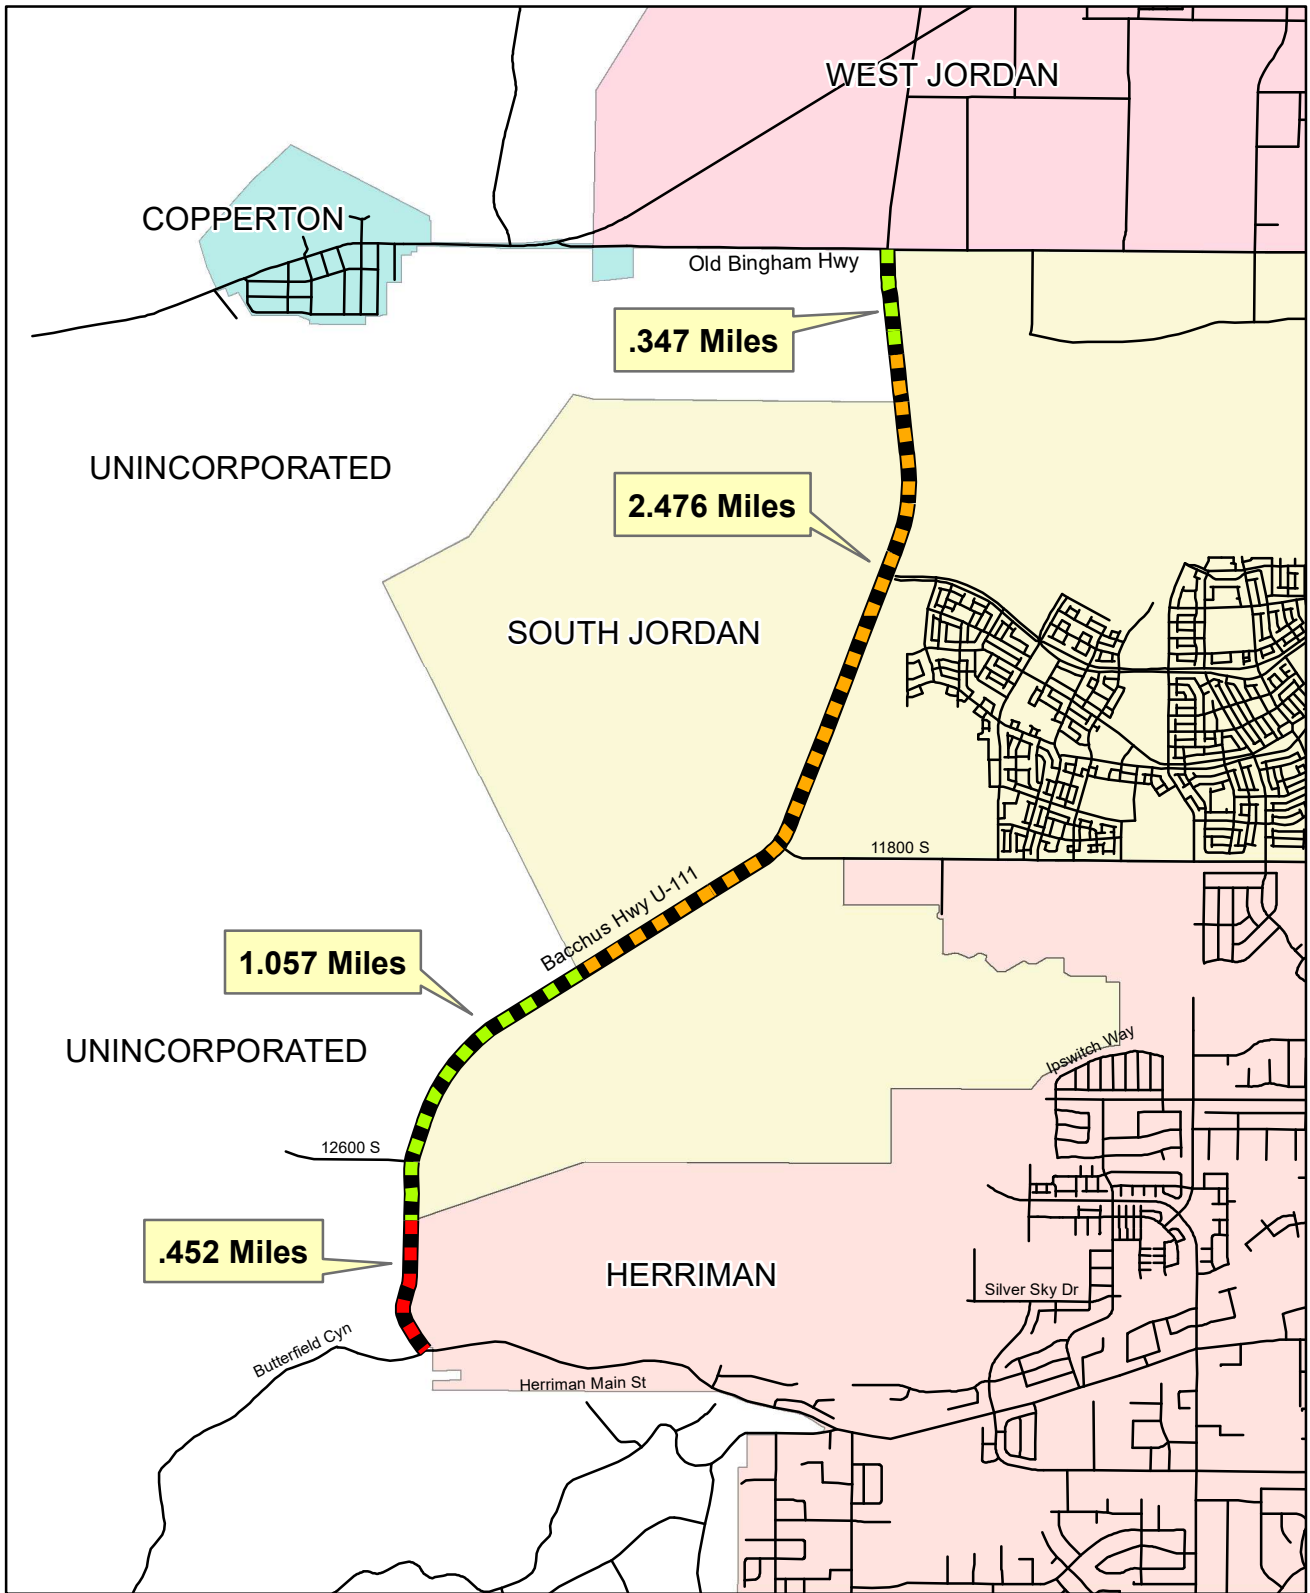 WEST JORDAN
COPPERTON
Old Bingham Hwy
.347 Miles
UNINCORPORATED
2.476 Miles
SOUTH JORDAN
11800 S
Bacchus Hwy U-111
1.057 Miles
UNINCORPORATED
Ipswitch Way
12600 S
.452 Miles
HERRIMAN
Silver Sky Dr
Butterfield Cyn
Herriman Main St